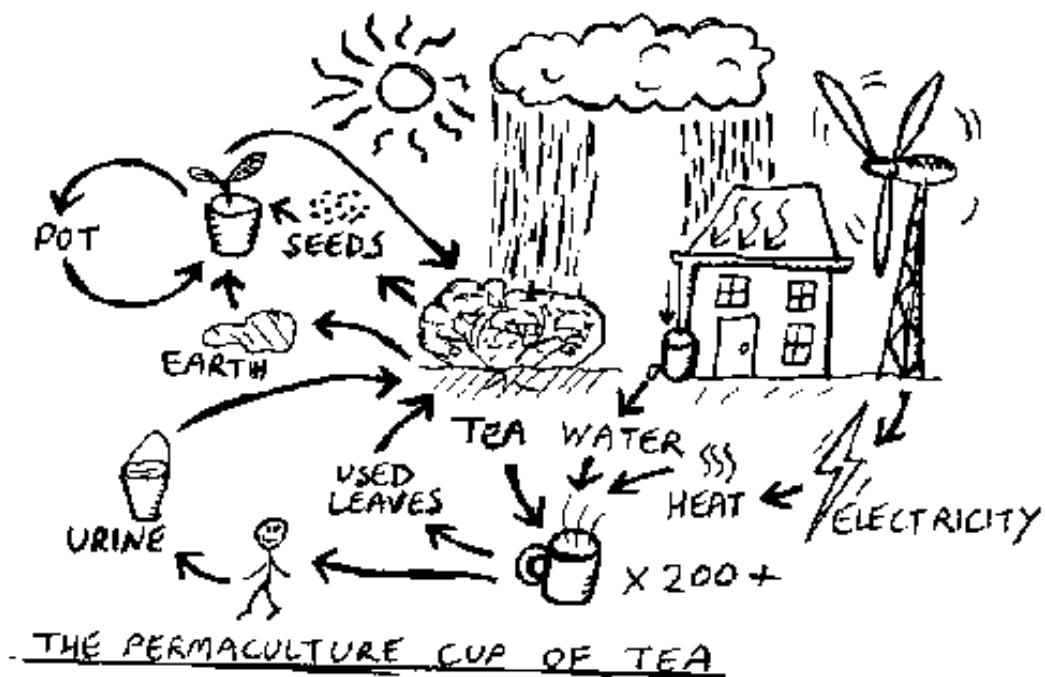 POT
SEEDS
EARTH
TEA
WATER
USED
LEAVES
HEAT
ELECTRICITY
URINE
X 200 +
THE PERMACULTURE CUP OF TEA